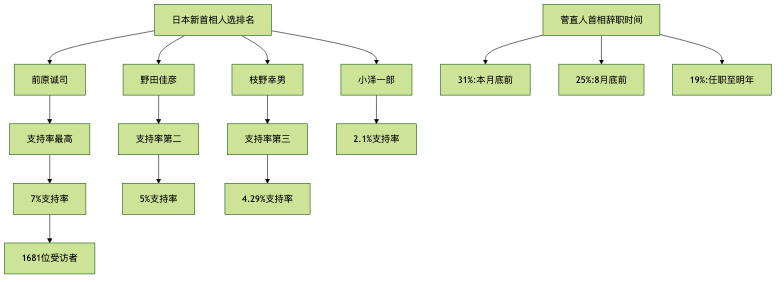 日本新首相人选排名
菅直人首相辞职时间
前原诚司
野田佳彦
枝野幸男
小泽一郎
31%:本月底前
25%:8月底前
19%:任职至明年
支持率最高
支持率第二
支持率第三
2.1%支持率
7%支持率
5%支持率
4.29%支持率
1681位受访者